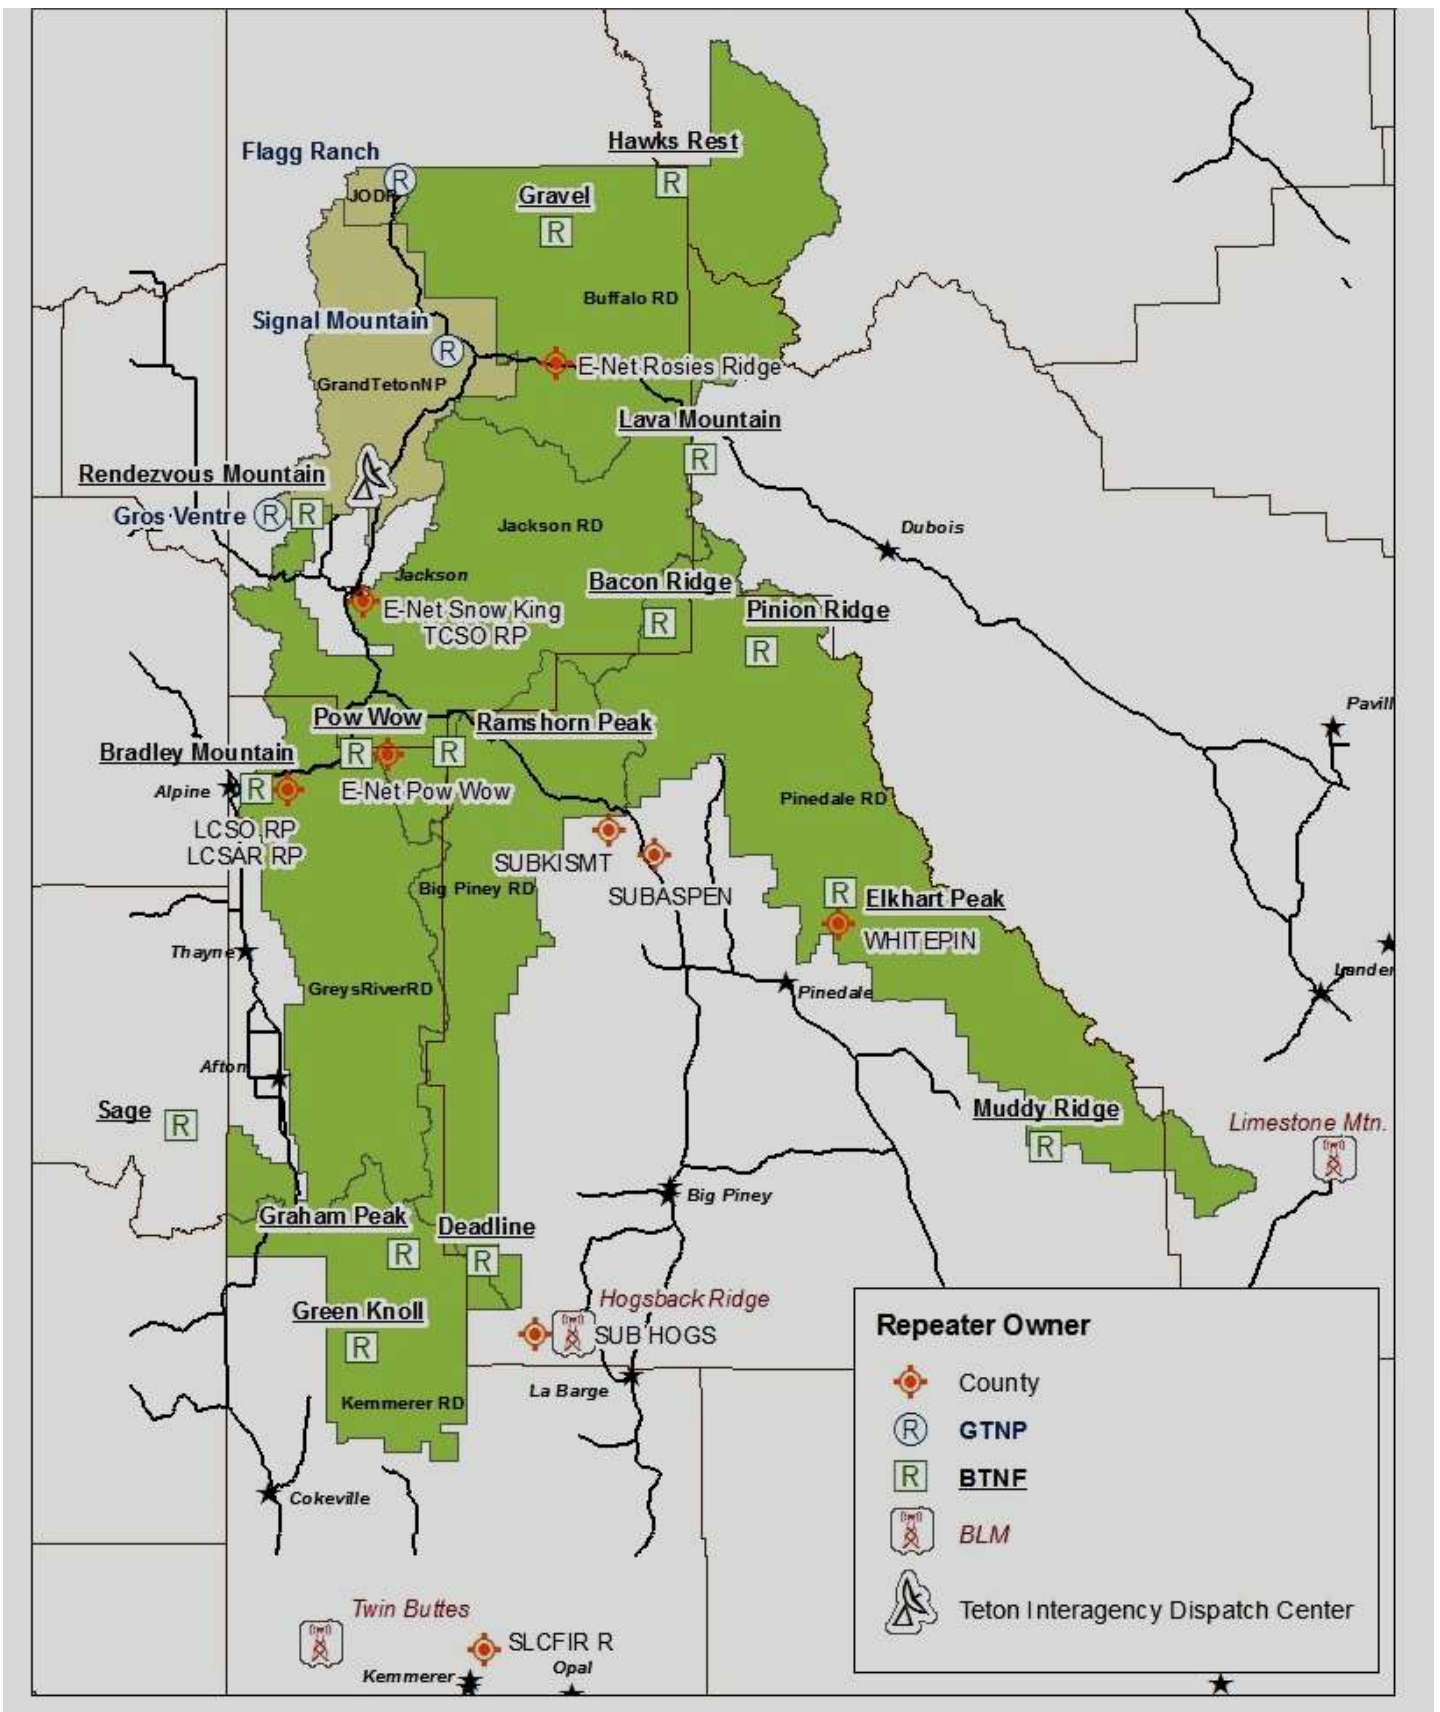 Hawks Rest
Flagg Ranch
R
R
JODR
Gravel
R
Buffalo RD
Signal Mountain
R
E-Net Rosies Ridge
GrandTetonNP
Lava Mountain
R
Rendezvous Mountain
Gros Ventre
R
R
Jackson RD
Dubois
Jackson
Bacon Ridge
E-Net Snow King
TCSO RP
R
Pinion Ridge
R
Pavill
Pow Wow
Ramshorn Peak
R
R
Bradley Mountain
Alpine
R
E-Net Pow Wow
Pinedale RD
LCSO RP
LCSAR RP
SUBKISMT
SUBASPEN
Big Piney RD
R
Elkhart Peak
WHITEPIN
Thayne
Lander
GreysRiverRD
Pinedale
Afton
Sage
R
Muddy Ridge
R
Limestone Mtn.
Big Piney
Graham Peak
R
Deadline
R
Hogsback Ridge
SUB HOGS
Green Knoll
R
La Barge
Kemmerer RD
Cokeville
Twin Buttes
SLCFIR R
Kemmerer
Opal
Repeater Owner
County
R
GTNP
R
BTNF
BLM
Teton Interagency Dispatch Center